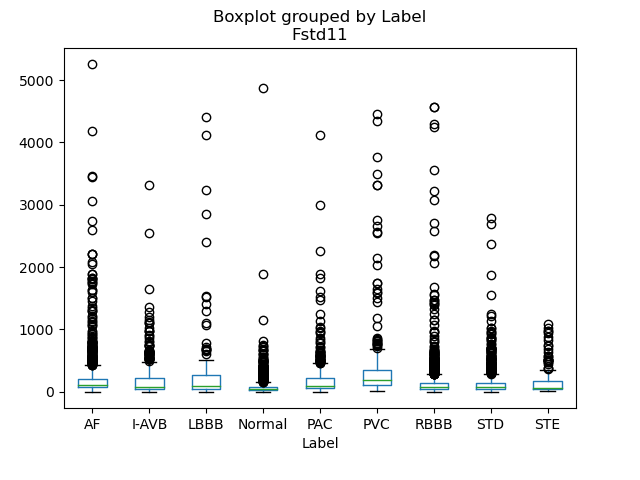 Boxplot grouped by Label
Fstd11
5000
4000
3000
2000
1000
0
AF I-AVB LBBB Normal PAC PVC RBBB STD STE
Label